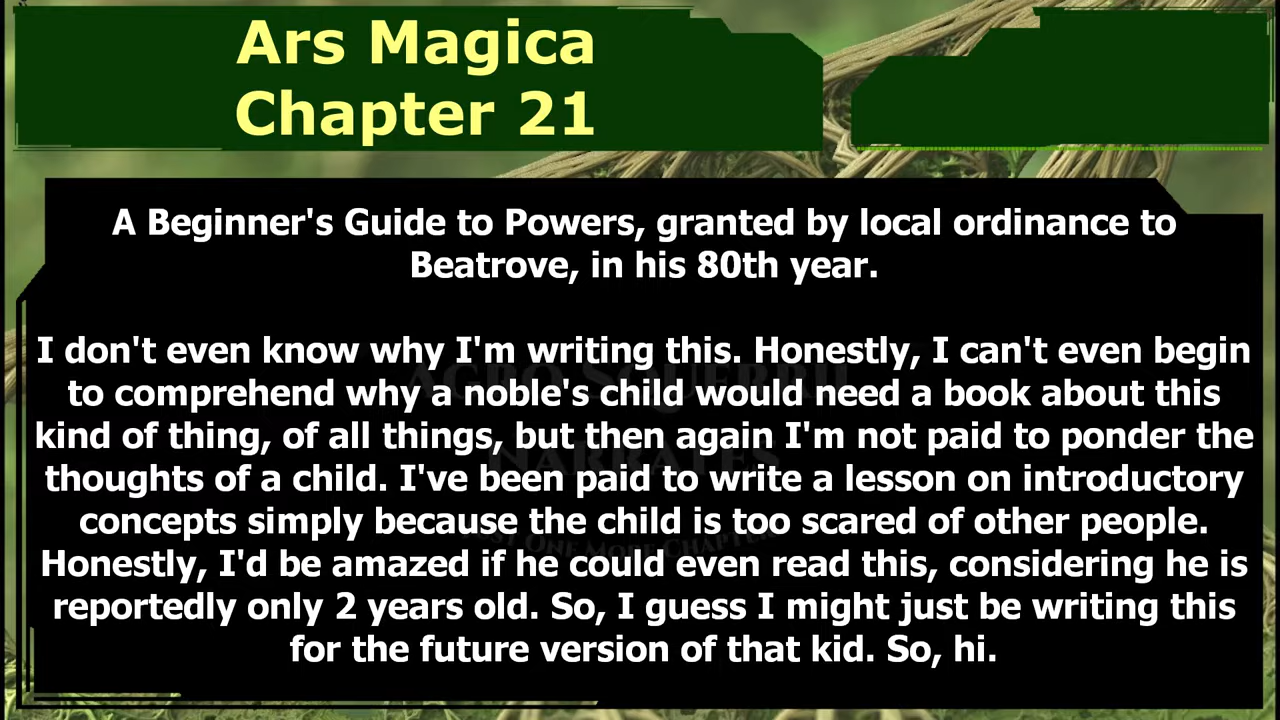 Ars Magica
Chapter 21
A Beginner's Guide to Powers, granted by local ordinance to
Beatrove, in his 80th year.
I don't even know why I'm writing this. Honestly, I can't even begin
to comprehend why a noble's child would need a book about this
kind of thing, of all things, but then again I'm not paid to ponder the
thoughts of a child. I've been paid to write a lesson on introductory
concepts simply because the child is too scared of other people.
Honestly, I'd be amazed if he could even read this, considering he is
reportedly only 2 years old. So, I guess I might just be writing this
for the future version of that kid. So, hi.